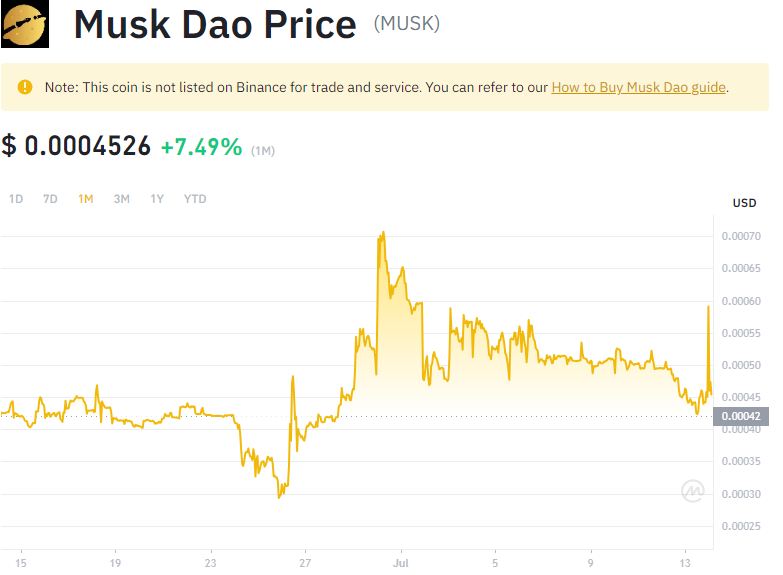 Musk Dao Price (MUSK)
Note: This coin is not listed on Binance for trade and service. You can refer to our How to Buy Musk Dao guide.
$ 0.0004526 +7.49% (1M)
1D 7D 1M 3M 1Y YTD
USD
0.00070
0.00065
0.00060
0.00055
0.00050
0.00045
0.00042
0.00040
0.00035
0.00030
0.00025
15 19 23 27 Jul 5 9 13